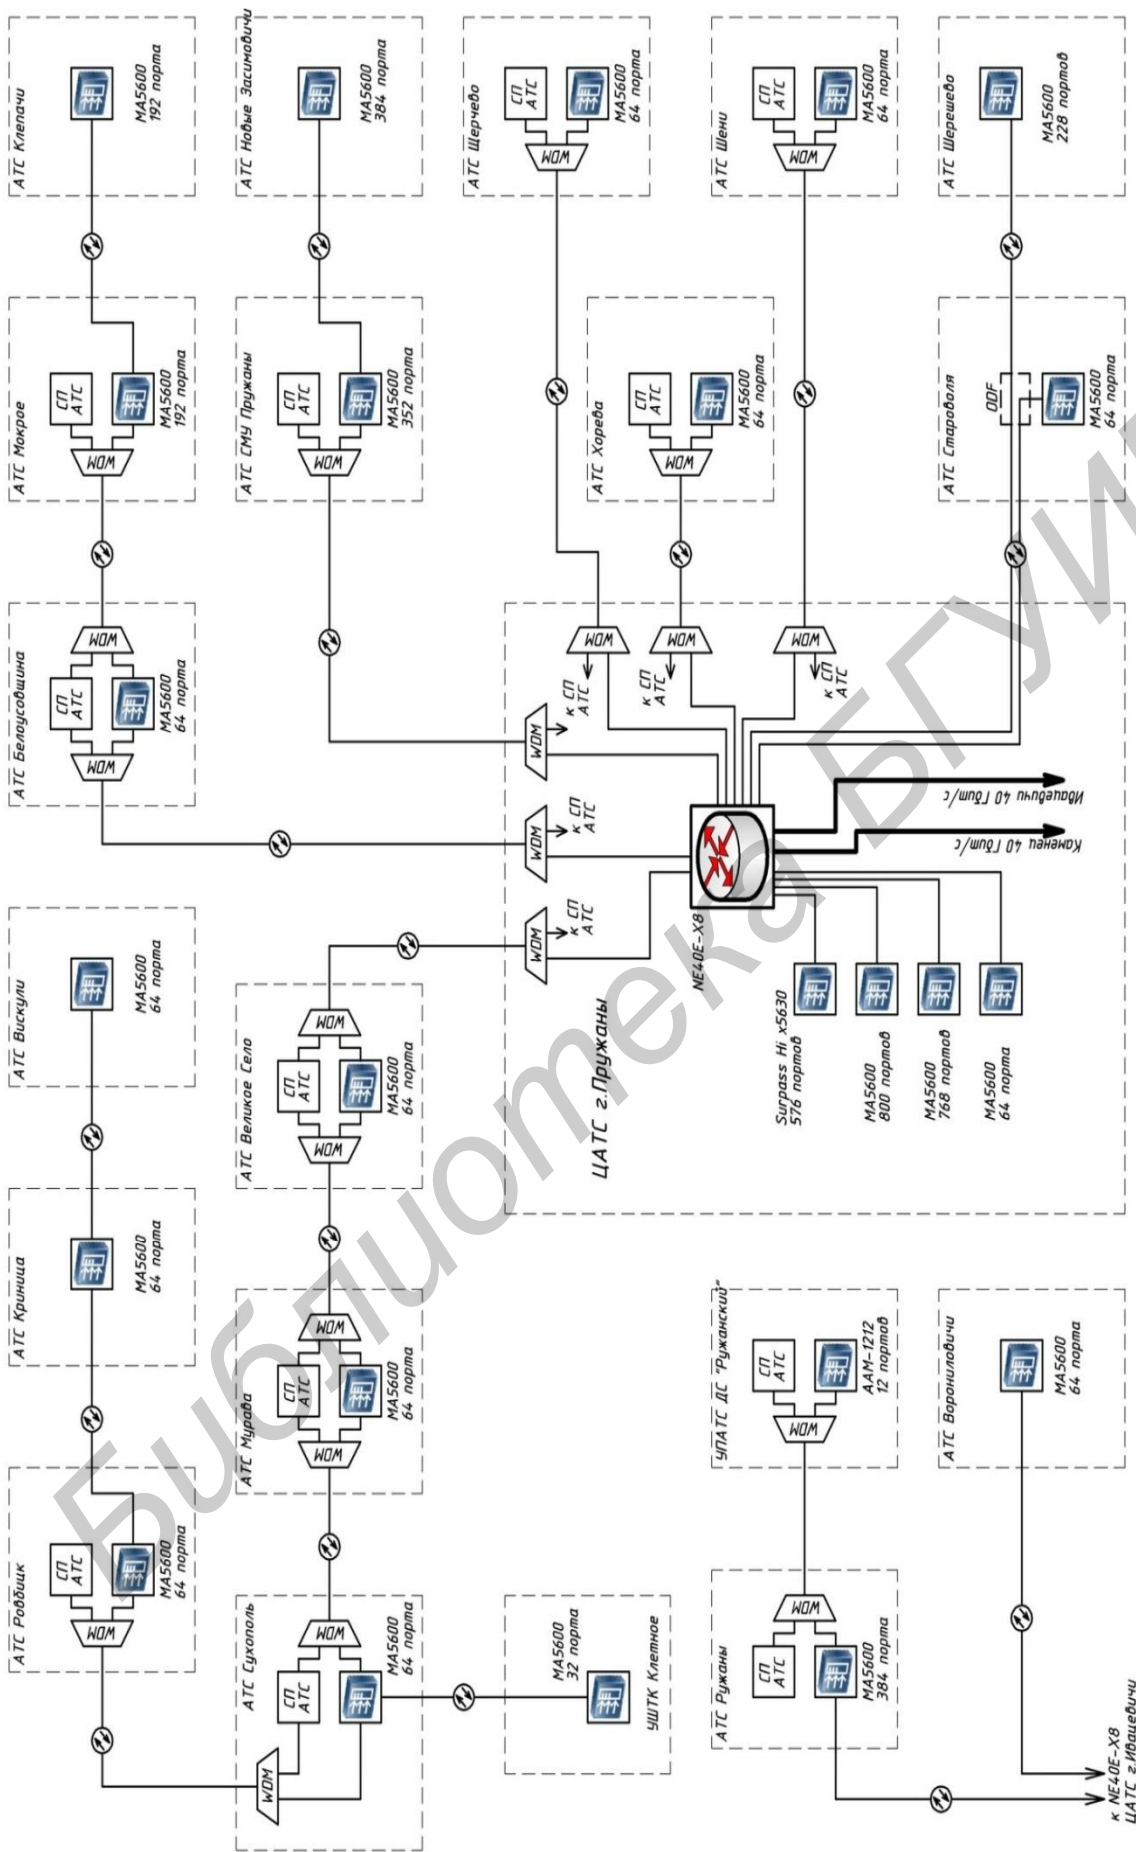 АТС Ровбицк
СП
АТС
WDM
MA5600
64 порта
АТС Криница
MA5600
64 порта
АТС Вискули
MA5600
64 порта
АТС Белоусовщина
WDM
СП
АТС
MA5600
64 порта
WDM
АТС Мокрое
WDM
СП
АТС
MA5600
192 порта
АТС Клепачи
MA5600
192 порта
АТС Сухополь
WDM
СП
АТС
WDM
MA5600
64 порта
АТС Мурава
WDM
СП
АТС
MA5600
64 порта
WDM
АТС Великое Село
WDM
СП
АТС
MA5600
64 порта
WDM
АТС СМУ Пружаны
WDM
СП
АТС
MA5600
352 порта
АТС Новые Засимовичи
MA5600
384 порта
УШТК Клетное
MA5600
32 порта
ЦАТС г.Пружаны
WDM
к СП
АТС
WDM
к СП
АТС
WDM
к СП
АТС
WDM
к СП
АТС
WDM
к СП
АТС
WDM
к СП
АТС
NE40E-X8
Surpass Hi x5630
576 портов
MA5600
800 портов
MA5600
768 портов
MA5600
64 порта
Каменец 40 Гбит/с
Ивацевичи 40 Гбит/с
АТС Щерчево
WDM
СП
АТС
MA5600
64 порта
АТС Хорева
WDM
СП
АТС
MA5600
64 порта
АТС Шени
WDM
СП
АТС
MA5600
64 порта
АТС Староволя
ODF
MA5600
64 порта
АТС Шерешево
MA5600
228 портов
АТС Ружаны
СП
АТС
MA5600
384 порта
WDM
УПАТС ДС "Ружанский"
WDM
СП
АТС
AAM-1212
12 портов
АТС Ворониловичи
MA5600
64 порта
к NE40E-X8
ЦАТС г.Ивацевичи
Библиотека БГУИ